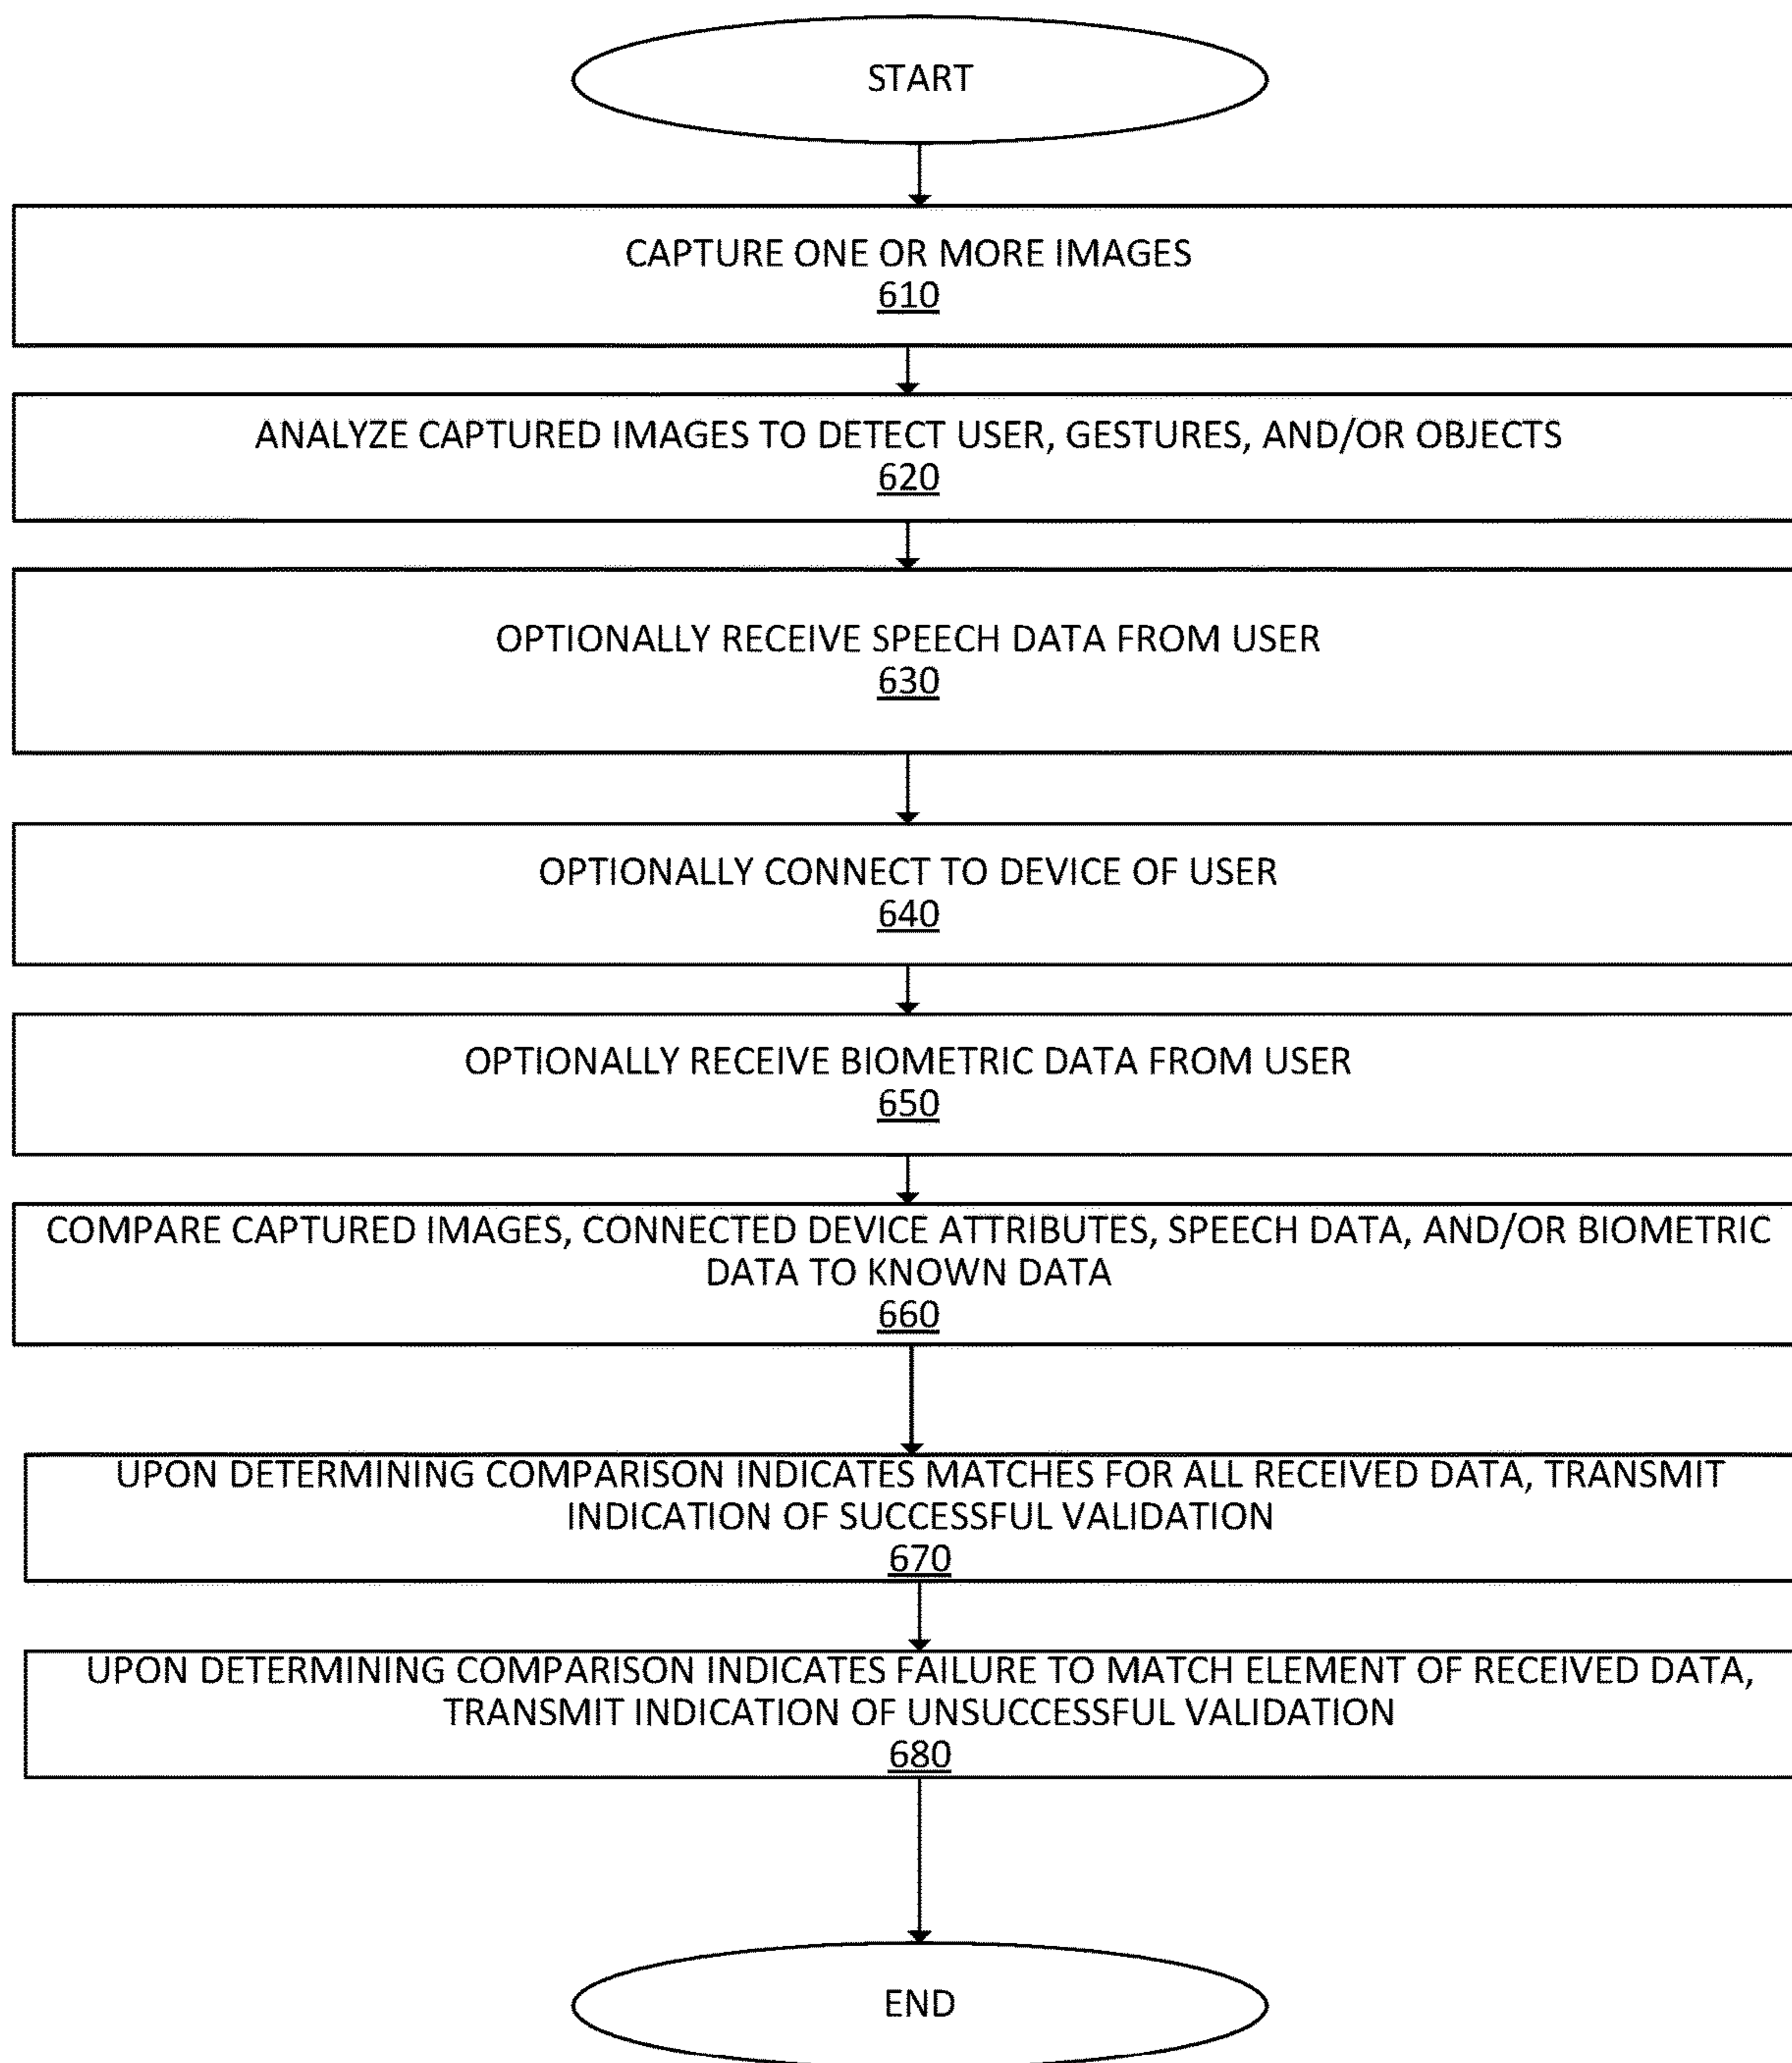 START
CAPTURE ONE OR MORE IMAGES
610
ANALYZE CAPTURED IMAGES TO DETECT USER, GESTURES, AND/OR OBJECTS
620
OPTIONALLY RECEIVE SPEECH DATA FROM USER
630
OPTIONALLY CONNECT TO DEVICE OF USER
640
OPTIONALLY RECEIVE BIOMETRIC DATA FROM USER
650
COMPARE CAPTURED IMAGES, CONNECTED DEVICE ATTRIBUTES, SPEECH DATA, AND/OR BIOMETRIC
DATA TO KNOWN DATA
660
UPON DETERMINING COMPARISON INDICATES MATCHES FOR ALL RECEIVED DATA, TRANSMIT
INDICATION OF SUCCESSFUL VALIDATION
670
UPON DETERMINING COMPARISON INDICATES FAILURE TO MATCH ELEMENT OF RECEIVED DATA,
TRANSMIT INDICATION OF UNSUCCESSFUL VALIDATION
680
END